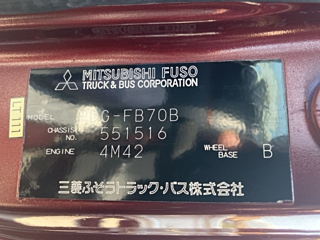 MITSUBISHI FUSO
TRUCK & BUS CORPORATION
MODEL G-FB70B
CHASSIS NO. 551516
ENGINE 4M42 WHEEL BASE B
三菱ふそうトラック・バス株式会社
LT111